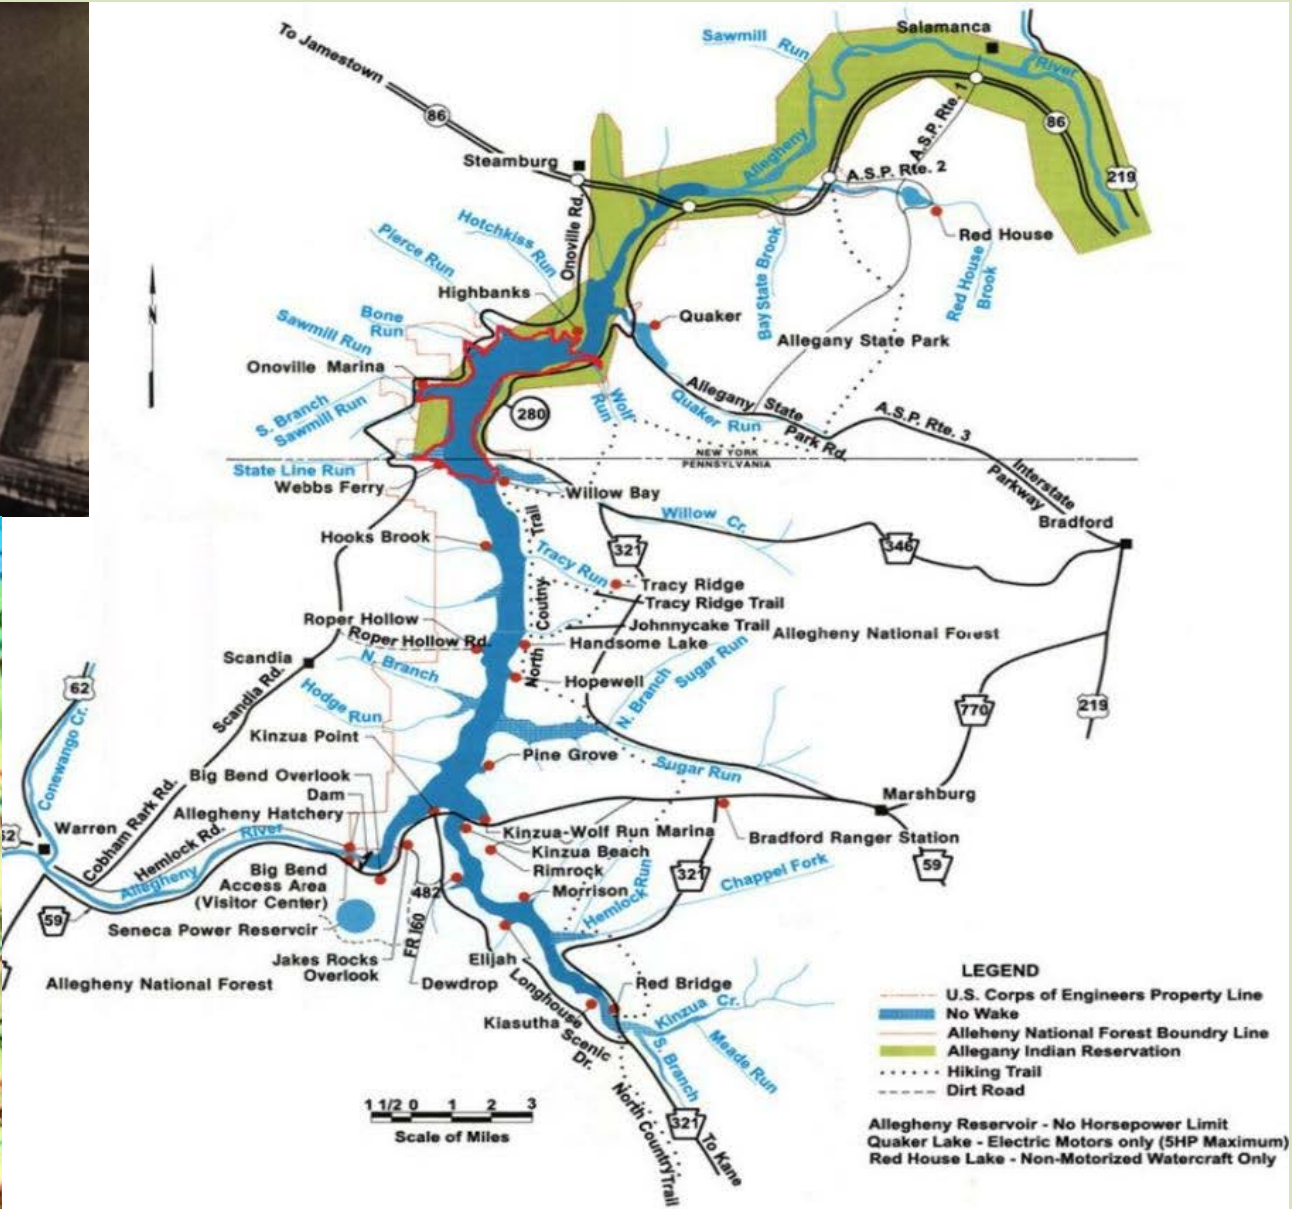 To Jamestown
86
Sawmill Run
Salamanca
River
A.S.P. Rte. 1
86
Steamburg
Allegheny
A.S.P. Rte. 2
219
Onoville Rd.
Hotchkiss Run
Pierce Run
Red House
Bay State Brook
Red House
Brook
N
Highbanks
Bone
Run
Quaker
Sawmill Run
Allegany State Park
Onoville Marina
S. Branch
Sawmill Run
280
Wolf
Run
Allegany State
Park Rd.
Quaker Run
A.S.P. Rte. 3
NEW YORK
PENNSYLVANIA
Interstate
Parkway
State Line Run
Webbs Ferry
Willow Bay
Willow Cr.
Bradford
Hooks Brook
321
346
Tracy Run
Tracy Ridge
Tracy Ridge Trail
Johnnycake Trail
North Coutny Trail
Roper Hollow
Roper Hollow Rd.
Handsome Lake
Allegheny National Forest
Scandia
N. Branch
Hopewell
N. Branch
Sugar Run
62
Scandia Rd.
Hodge
Run
770
219
Conewango Cr.
Kinzua Point
Pine Grove
Sugar Run
Big Bend Overlook
Dam
Marshburg
Allegheny Hatchery
62
Warren
Cobham Park Rd.
Hemlock Rd.
River
Allegheny
Kinzua-Wolf Run Marina
Bradford Ranger Station
Kinzua Beach
Rimrock
59
Big Bend
Access Area
(Visitor Center)
482
Morrison
321
Chappel Fork
Hemlock Run
59
Seneca Power Reservcir
FR 160
Jakes Rocks
Overlook
Elijah
Allegheny National Forest
Dewdrop
Longhouse
Scenic
Dr.
Red Bridge
Kiasutha
Kinzua Cr.
Meade Run
S. Branch
LEGEND
U.S. Corps of Engineers Property Line
No Wake
Alleheny National Forest Boundry Line
Allegany Indian Reservation
Hiking Trail
Dirt Road
1 1/2 0 1 2 3
Scale of Miles
North Country Trail
321
To Kane
Allegheny Reservoir - No Horsepower Limit
Quaker Lake - Electric Motors only (5HP Maximum)
Red House Lake - Non-Motorized Watercraft Only